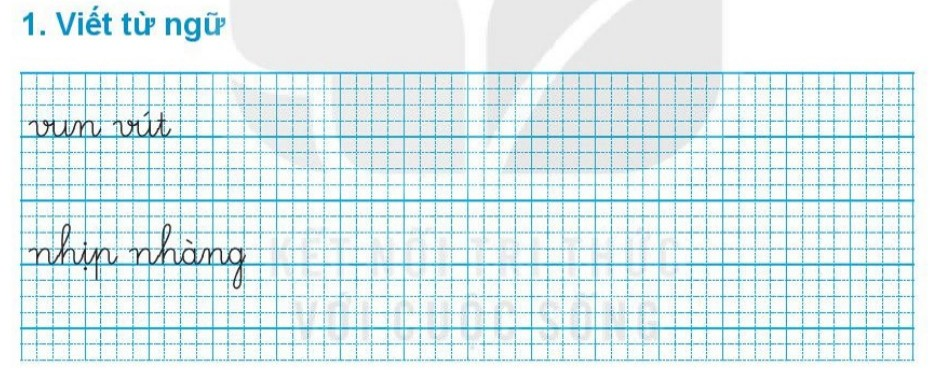 1. Viết từ ngữ
vun vút
nhịp nhàng
KẾT NỐI TRI THỨC
VỚI CUỘC SỐNG